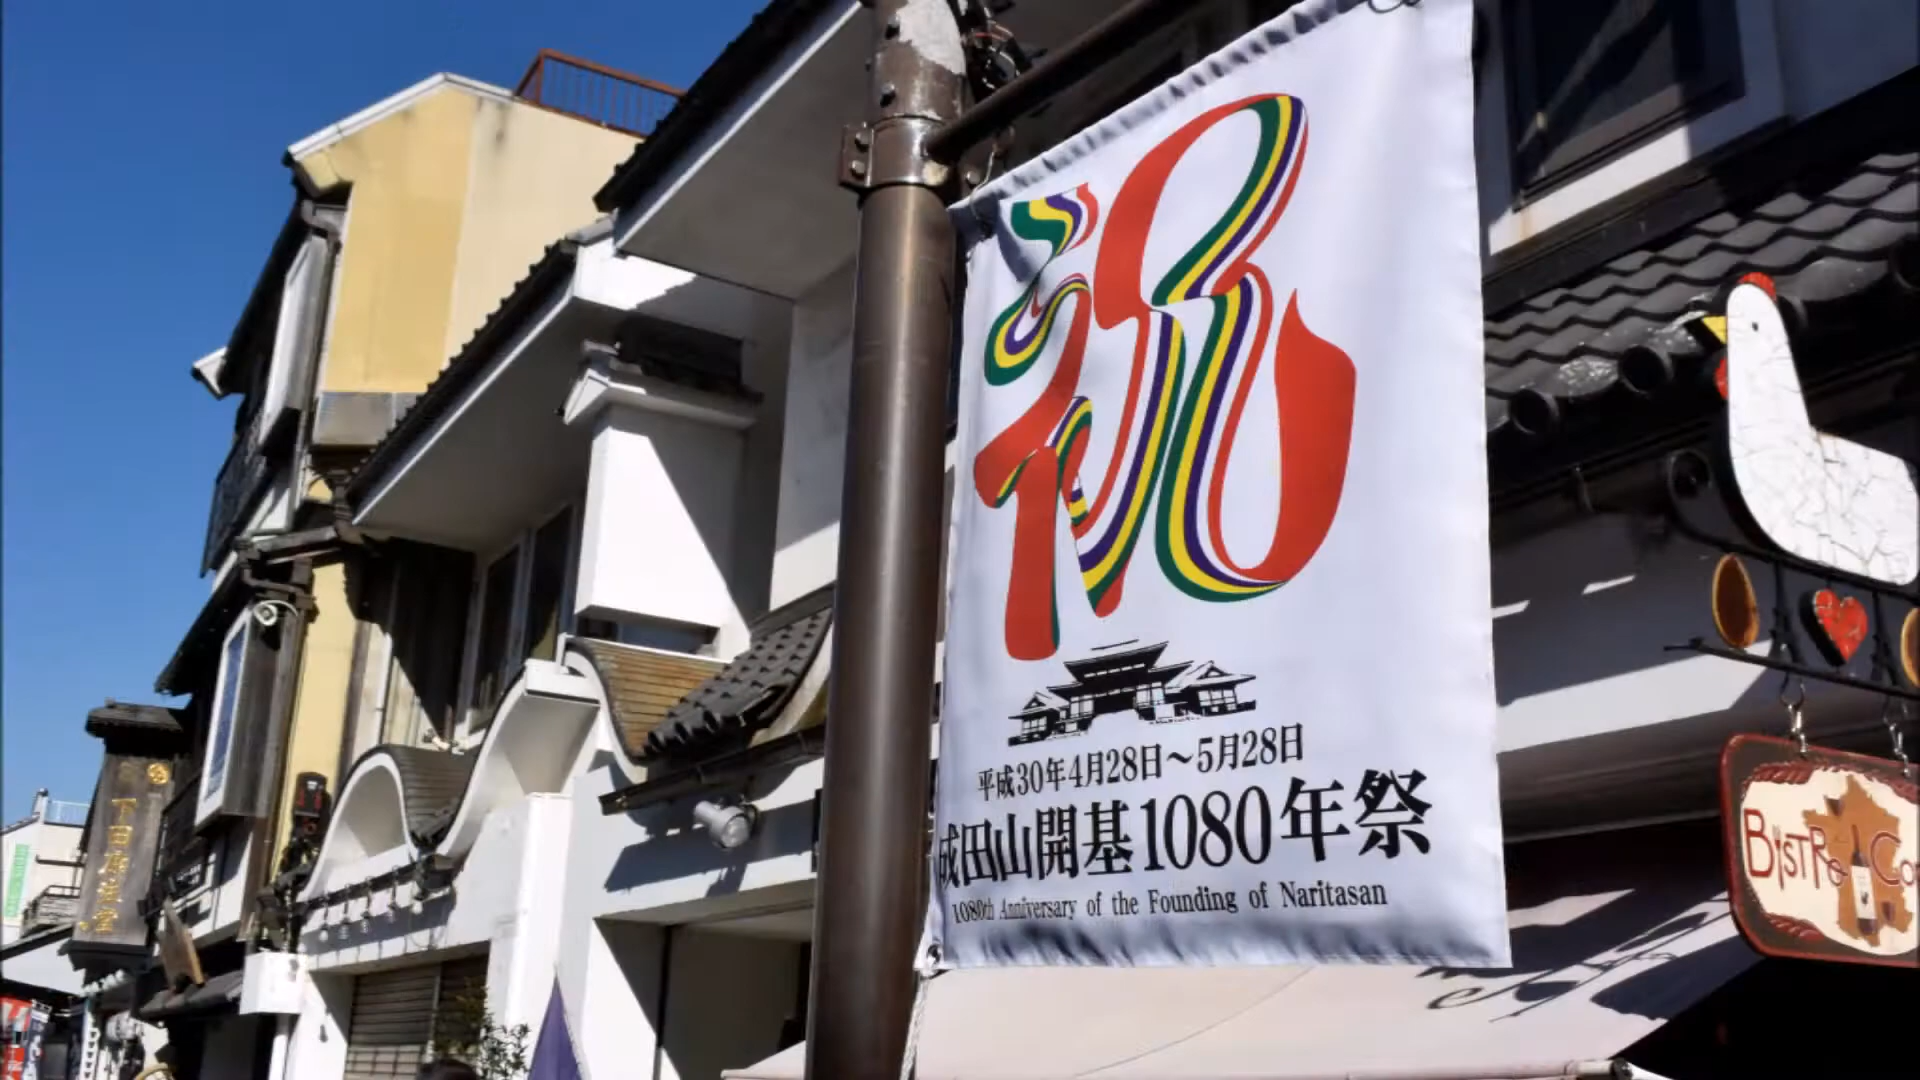 祝
平成30年4月28日～5月28日
成田山開基1080年祭
1080th Anniversary of the Founding of Naritasan
BISTRO